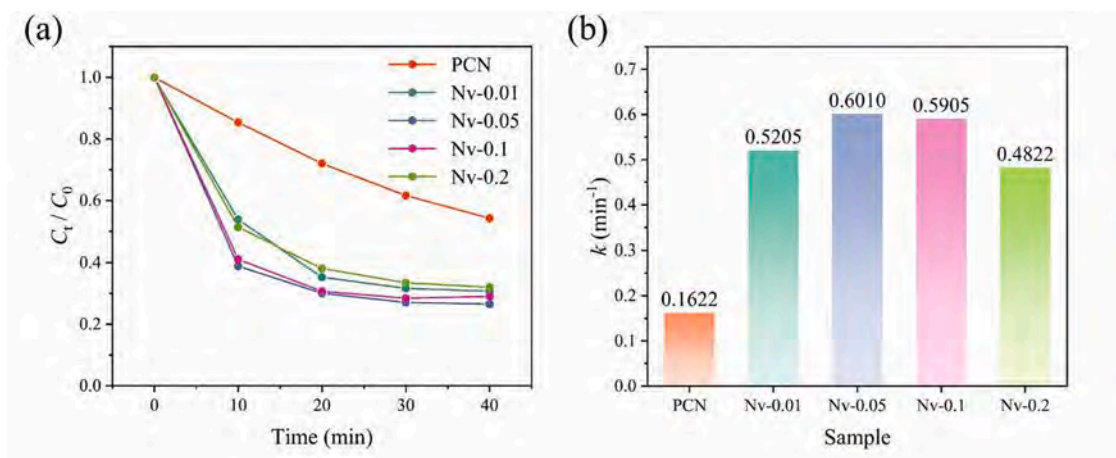 (a)
1.0
0.8
0.6
0.4
0.2
0.0
Ct / C0
0
10
20
30
40
Time (min)
PCN
Nv-0.01
Nv-0.05
Nv-0.1
Nv-0.2
(b)
0.7
0.6
0.5
0.4
0.3
0.2
0.1
0.0
k (min-1)
0.1622
0.5205
0.6010
0.5905
0.4822
PCN
Nv-0.01
Nv-0.05
Nv-0.1
Nv-0.2
Sample